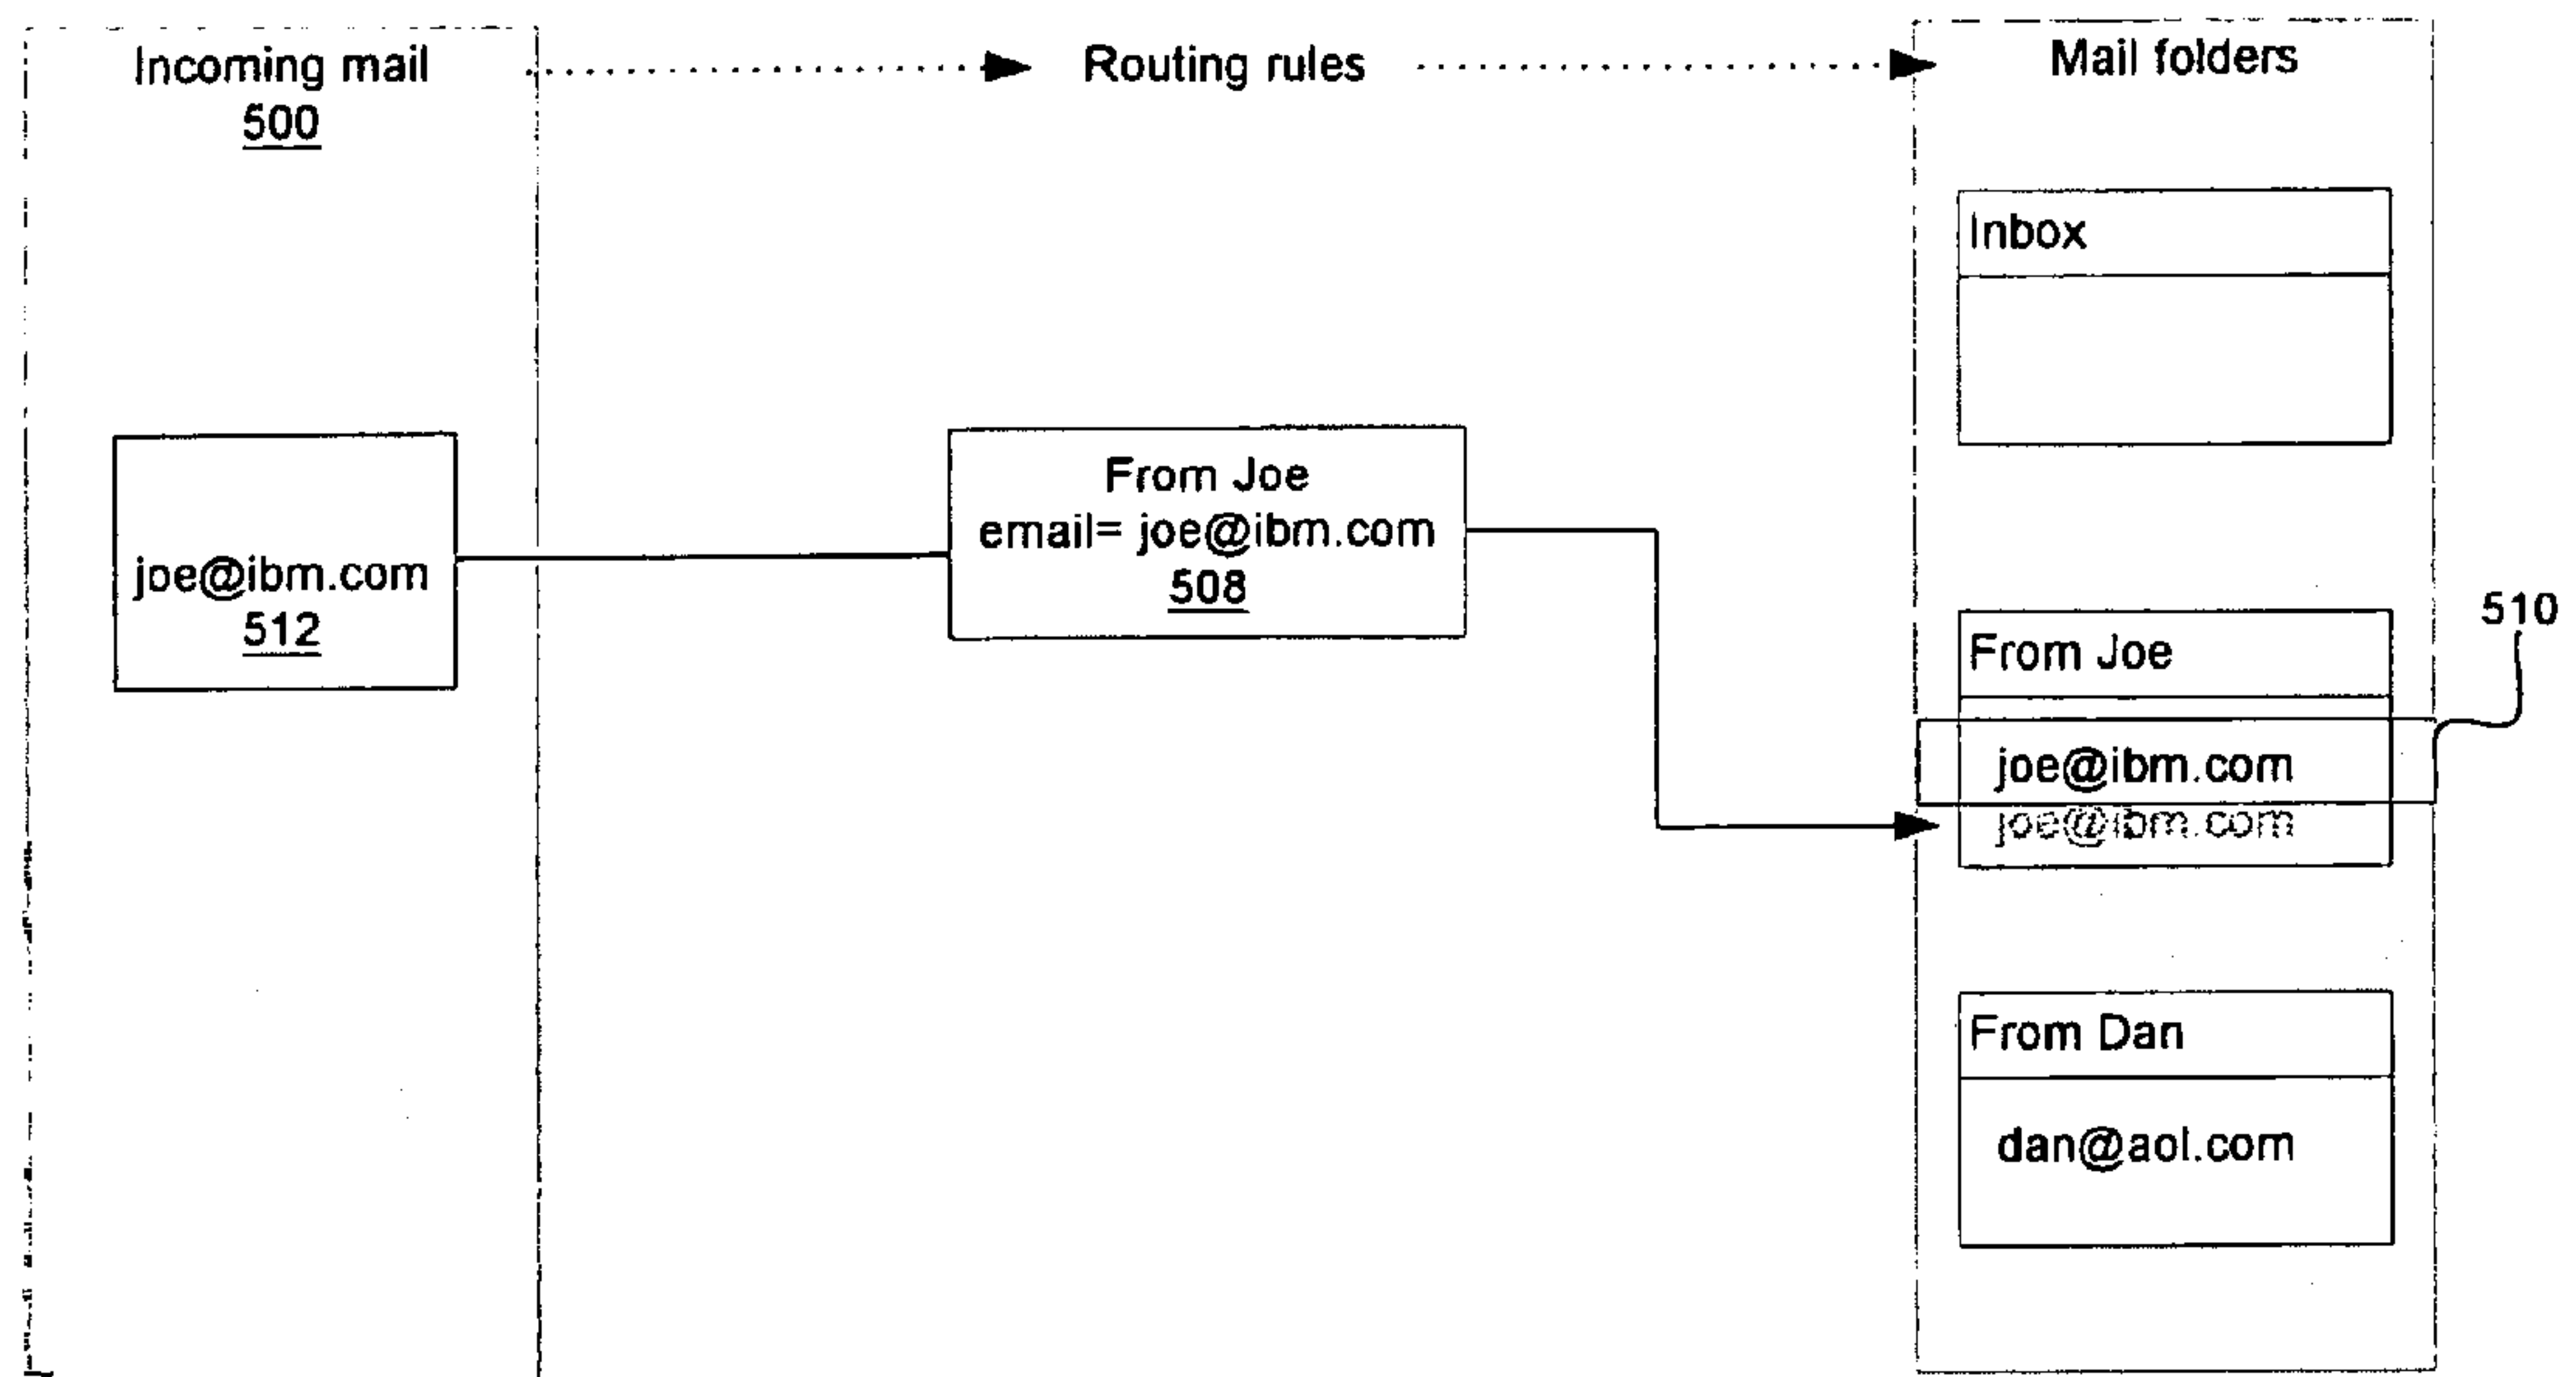 Incoming mail
500
Routing rules
Mail folders
Inbox
joe@ibm.com
512
From Joe
email= joe@ibm.com
508
510
From Joe
joe@ibm.com
joe@ibm.com
From Dan
dan@aol.com